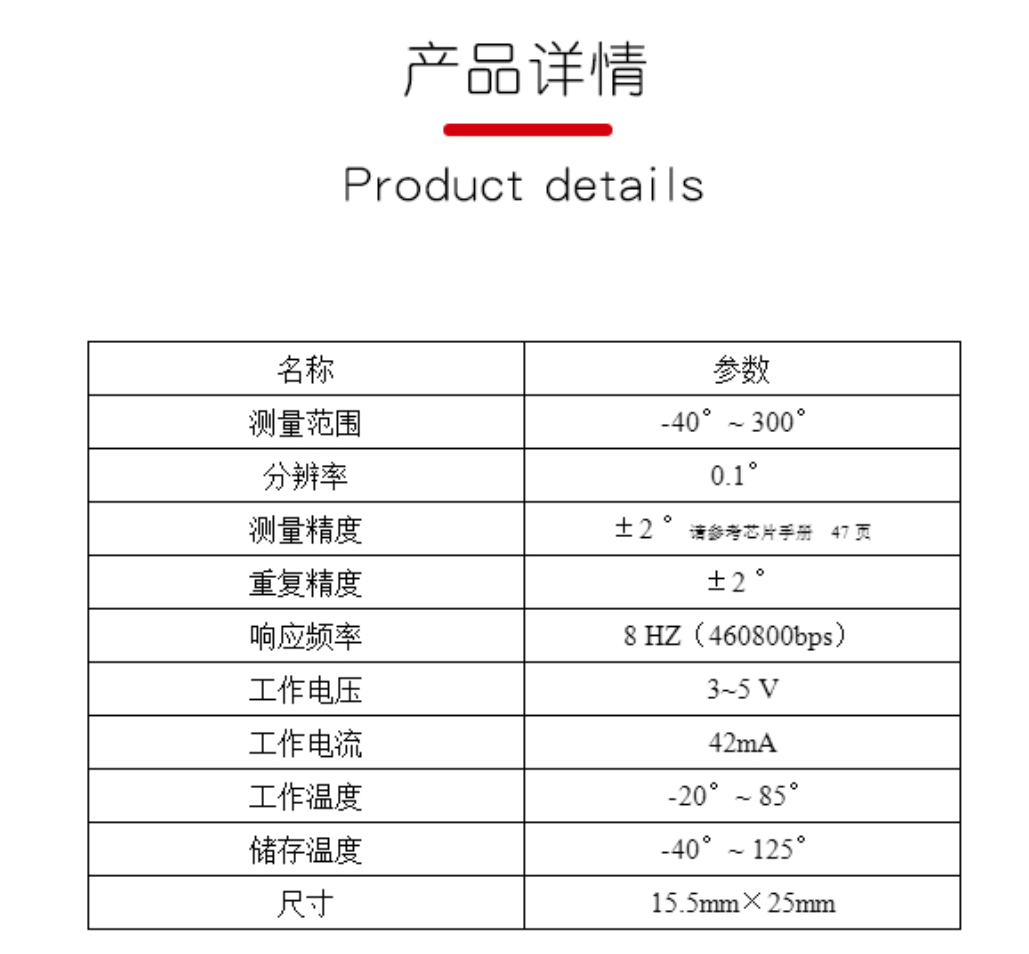 产品详情
Product details
名称 参数
测量范围 -40° ~ 300°
分辨率 0.1°
测量精度 ±2 ° 请参考芯片手册 47 页
重复精度 ±2 °
响应频率 8 HZ（460800bps）
工作电压 3~5 V
工作电流 42mA
工作温度 -20° ~ 85°
储存温度 -40° ~ 125°
尺寸 15.5mm×25mm